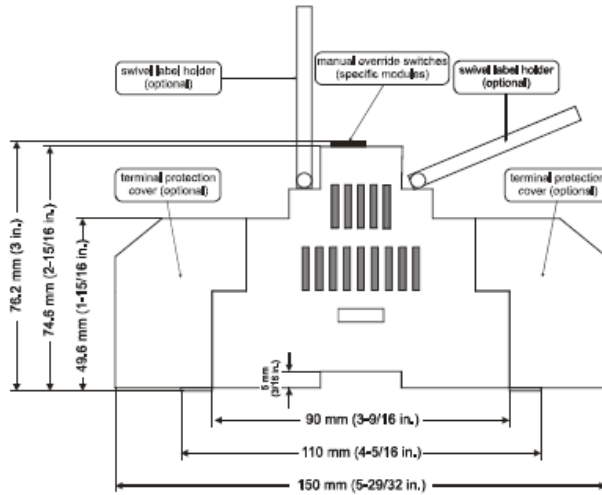 swivel label holder
(optional)
manual override switches
(specific modules)
swivel label holder
(optional)
terminal protection
cover (optional)
terminal protection
cover (optional)
76.2 mm (3 in.)
74.6 mm (2-15/16 in.)
49.6 mm (1-15/16 in.)
5 mm
(3/16 in.)
90 mm (3-9/16 in.)
110 mm (4-5/16 in.)
150 mm (5-29/32 in.)